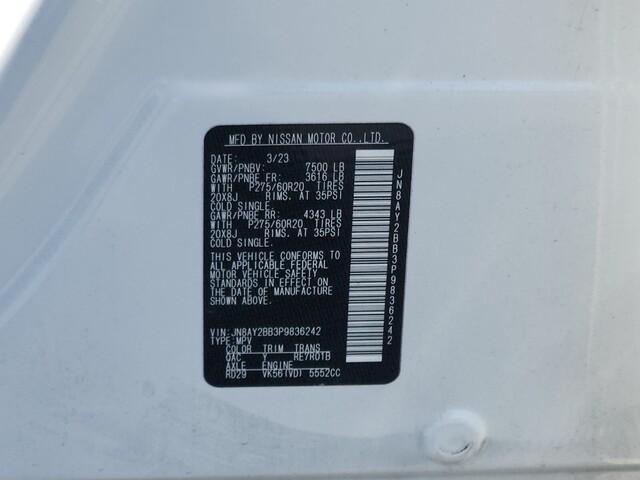 MFD BY NISSAN MOTOR CO.,LTD.
DATE: 3/23
GVWR/PNBV: 7500 LB
GAWR/PNBE FR: 3616 LB
WITH P275/60R20 TIRES
20X8J RIMS. AT 35PSI
COLD SINGLE.
GAWR/PNBE RR: 4343 LB
WITH P275/60R20 TIRES
20X8J RIMS. AT 35PSI
COLD SINGLE.
THIS VEHICLE CONFORMS TO
ALL APPLICABLE FEDERAL
MOTOR VEHICLE SAFETY
STANDARDS IN EFFECT ON
THE DATE OF MANUFACTURE
SHOWN ABOVE.
VIN:JN8AY2BB3P9836242
TYPE:MPV
COLOR TRIM TRANS
QAC Y RE7R01B
AXLE ENGINE
RD29 VK56(VD) 5552CC
JN8AY2BB3P9836242